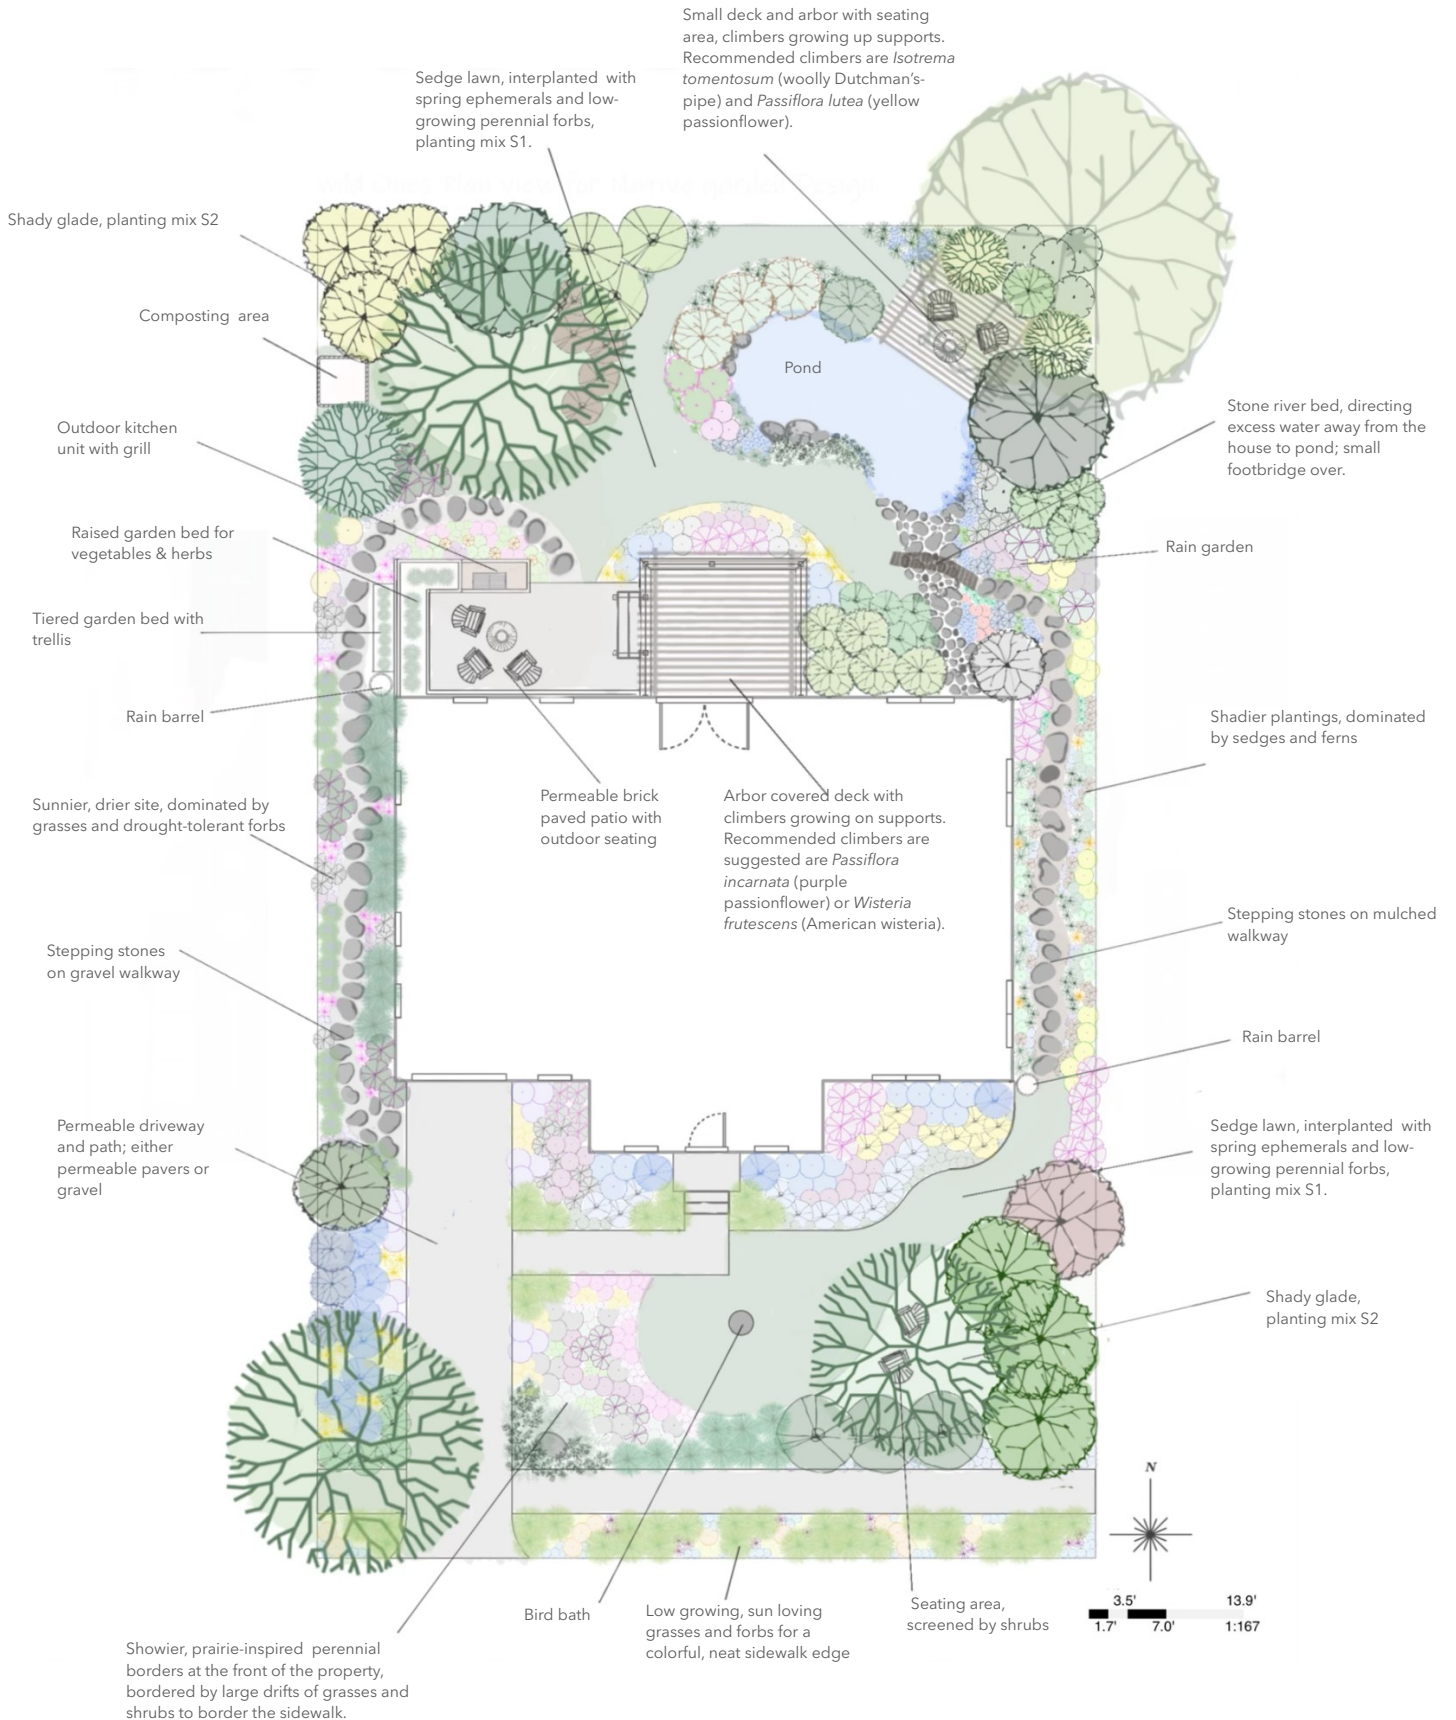 Small deck and arbor with seating
area, climbers growing up supports.
Recommended climbers are Isotrema
tomentosum (woolly Dutchman's-
pipe) and Passiflora lutea (yellow
passionflower).
Sedge lawn, interplanted with
spring ephemerals and low-
growing perennial forbs,
planting mix S1.
Wild Ones Plan View for Native garden Design
Shady glade, planting mix S2
Composting area
Pond
Outdoor kitchen
unit with grill
Stone river bed, directing
excess water away from the
house to pond; small
footbridge over.
Raised garden bed for
vegetables & herbs
Rain garden
Tiered garden bed with
trellis
Rain barrel
Shadier plantings, dominated
by sedges and ferns
Sunnier, drier site, dominated by
grasses and drought-tolerant forbs
Permeable brick
paved patio with
outdoor seating
Arbor covered deck with
climbers growing on supports.
Recommended climbers are
suggested are Passiflora
incarnata (purple
passionflower) or Wisteria
frutescens (American wisteria).
Stepping stones
on gravel walkway
Stepping stones on mulched
walkway
Rain barrel
Permeable driveway
and path; either
permeable pavers or
gravel
Sedge lawn, interplanted with
spring ephemerals and low-
growing perennial forbs,
planting mix S1.
Shady glade,
planting mix S2
N
3.5' 13.9'
1.7' 7.0' 1:167
Bird bath
Low growing, sun loving
grasses and forbs for a
colorful, neat sidewalk edge
Seating area,
screened by shrubs
Showier, prairie-inspired perennial
borders at the front of the property,
bordered by large drifts of grasses and
shrubs to border the sidewalk.